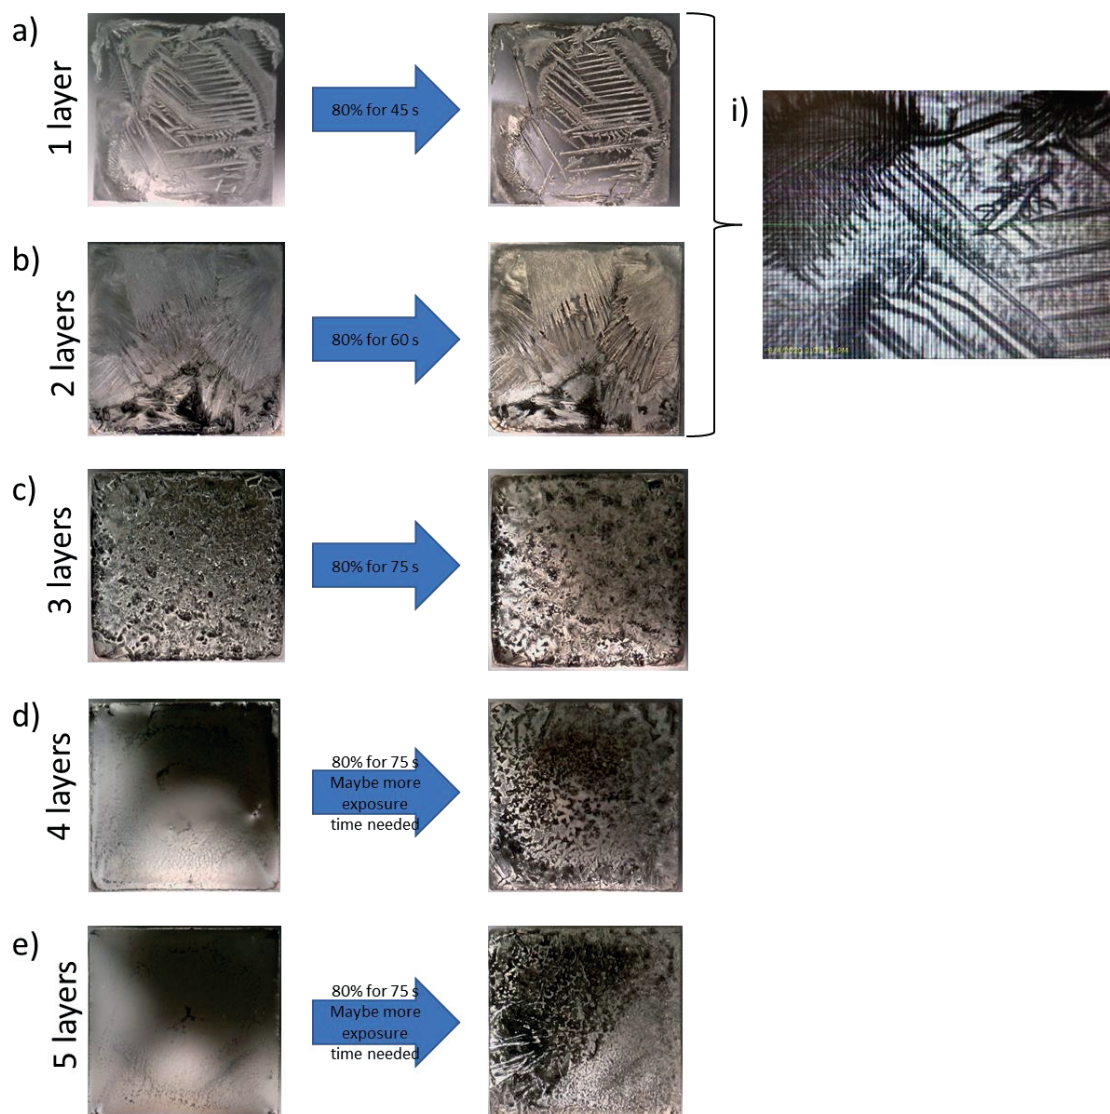 a)
1 layer
80% for 45 s
i)
b)
2 layers
80% for 60 s
c)
3 layers
80% for 75 s
d)
4 layers
80% for 75 s
Maybe more
exposure
time needed
e)
5 layers
80% for 75 s
Maybe more
exposure
time needed